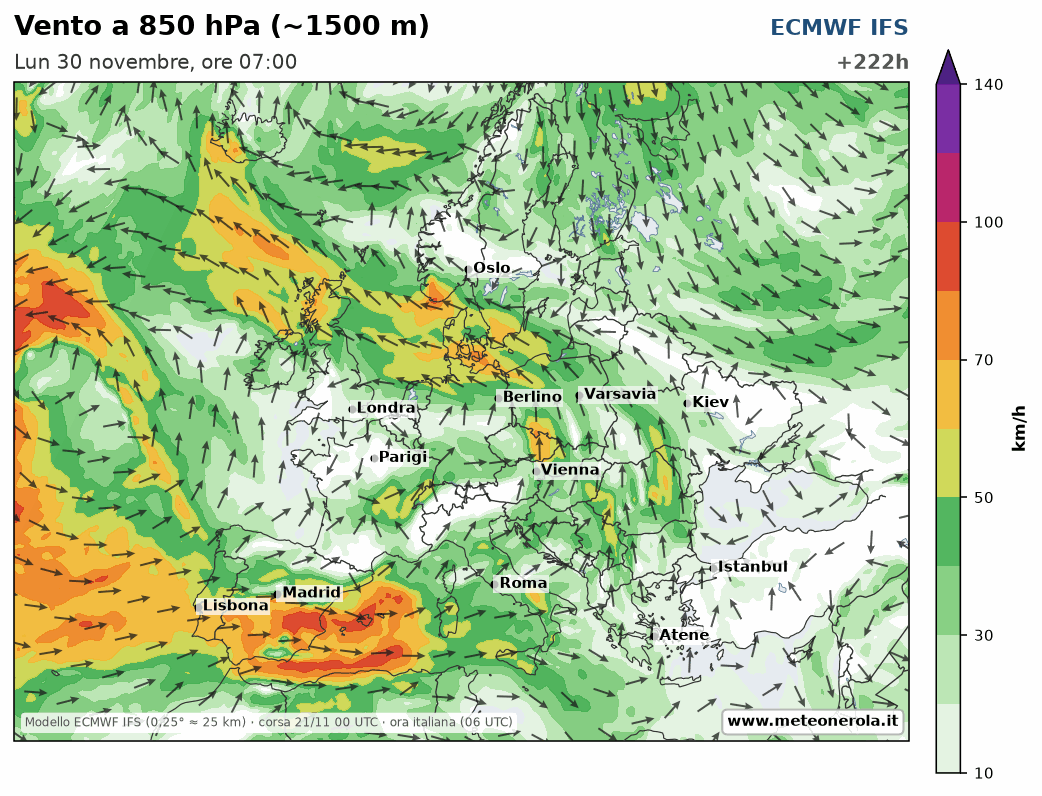 Vento a 850 hPa (~1500 m)
ECMWF IFS
Lun 30 novembre, ore 07:00
+222h
140
100
70
50
30
10
km/h
Oslo
Londra
Berlino
Varsavia
Kiev
Parigi
Vienna
Istanbul
Roma
Madrid
Lisbona
Atene
Modello ECMWF IFS (0,25° ≈ 25 km) · corsa 21/11 00 UTC · ora italiana (06 UTC)
www.meteonerola.it